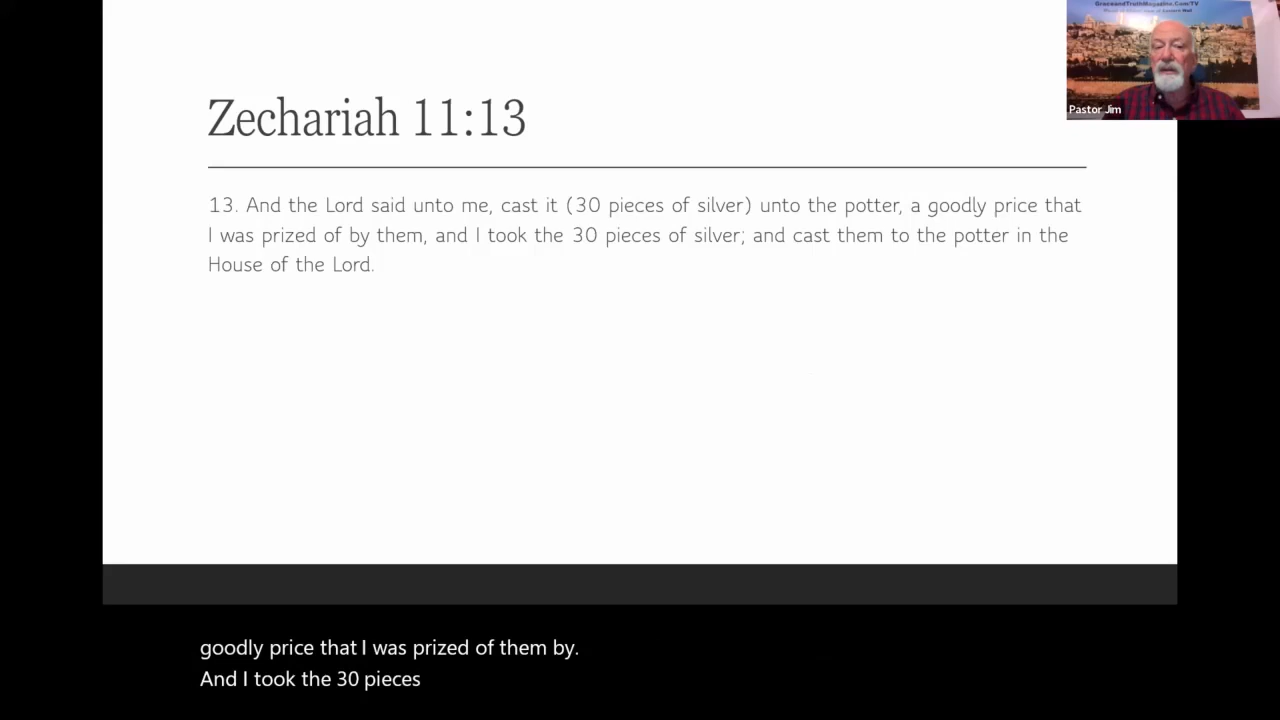 GraceandTruthMagazine.Com/TV
Pastor Jim
Zechariah 11:13
13. And the Lord said unto me, cast it (30 pieces of silver) unto the potter, a goodly price that
I was prized of by them, and I took the 30 pieces of silver; and cast them to the potter in the
House of the Lord.
goodly price that I was prized of them by.
And I took the 30 pieces